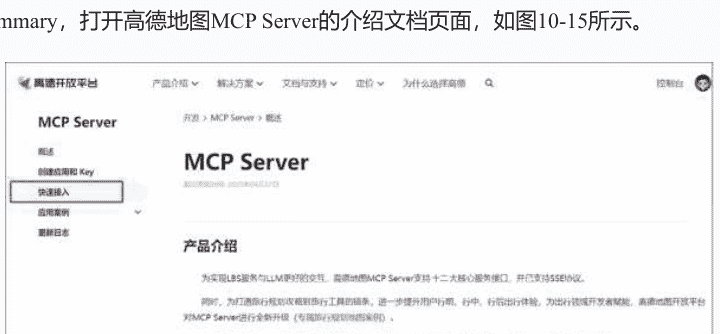 mmary，打开高德地图MCP Server的介绍文档页面，如图10-15所示。
高德开放平台 产品介绍 解决方案 文档与支持 定价 为什么选择高德 控制台
MCP Server
开发 > MCP Server > 概述
概述
MCP Server
创建应用和 Key
快速接入
应用案例
更新日志
产品介绍
为实现LBS服务与LLM更好的交互，高德地图MCP Server支持十二大核心服务接口，并已支持SSE协议。
同时，为打通旅行规划攻略到旅行工具的链条，进一步提升用户行前、行中、行后出行体验，为出行领域开发者赋能，高德地图开放平台
对MCP Server进行全新升级（专属旅行规划地图案例）。